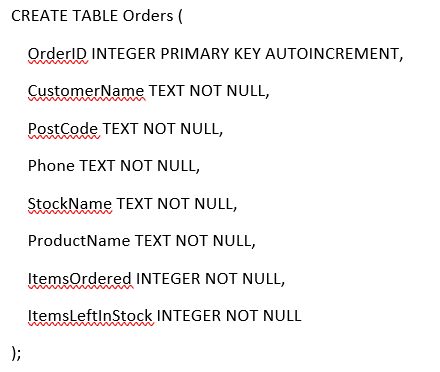 CREATE TABLE Orders (
OrderID INTEGER PRIMARY KEY AUTOINCREMENT,
CustomerName TEXT NOT NULL,
PostCode TEXT NOT NULL,
Phone TEXT NOT NULL,
StockName TEXT NOT NULL,
ProductName TEXT NOT NULL,
ItemsOrdered INTEGER NOT NULL,
ItemsLeftInStock INTEGER NOT NULL
);